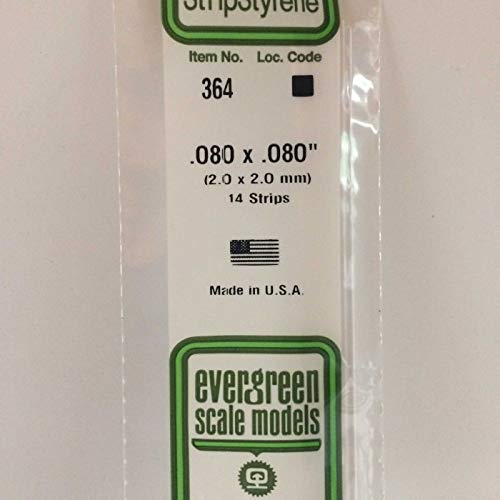 StripStyrene
Item No. Loc. Code
364
.080 x .080"
(2.0 x 2.0 mm)
14 Strips
Made in U.S.A.
evergreen
scale models